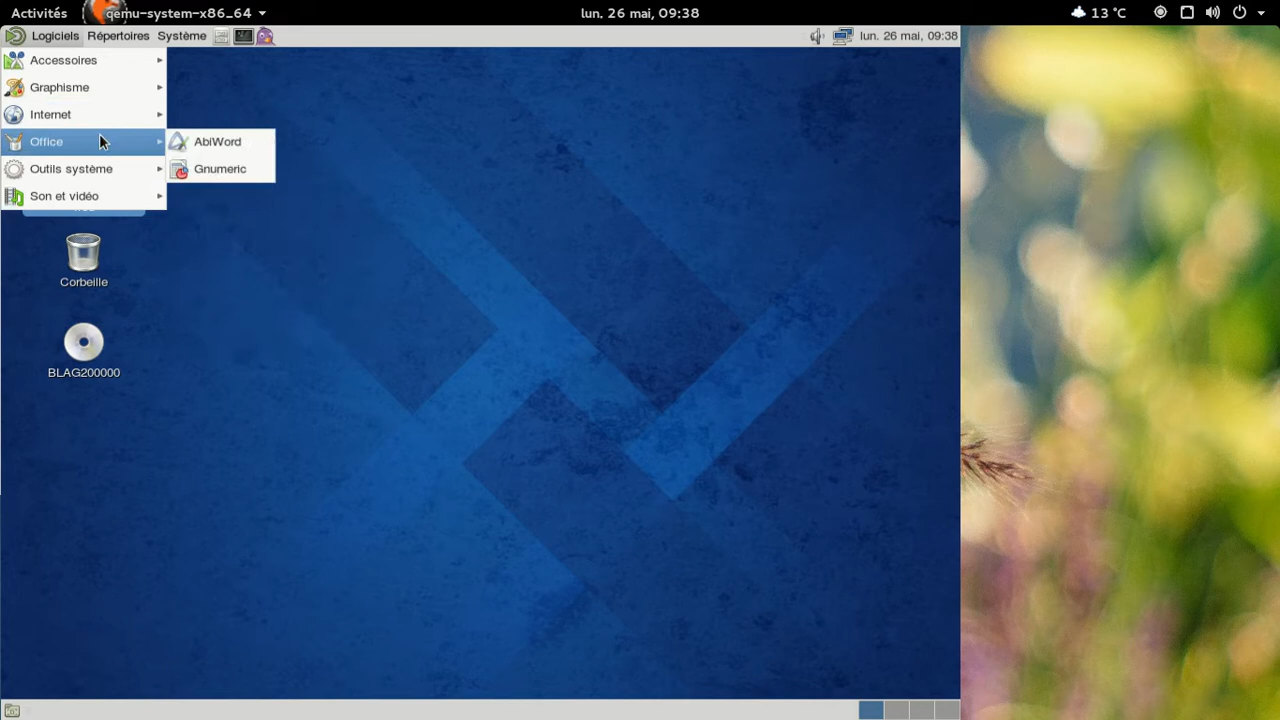 Activités qemu-system-x86_64 lun. 26 mai, 09:38 13 °C
Logiciels Répertoires Système lun. 26 mai, 09:38
Accessoires
Graphisme
Internet
Office
AbiWord
Outils système
Gnumeric
Son et vidéo
Corbeille
BLAG200000